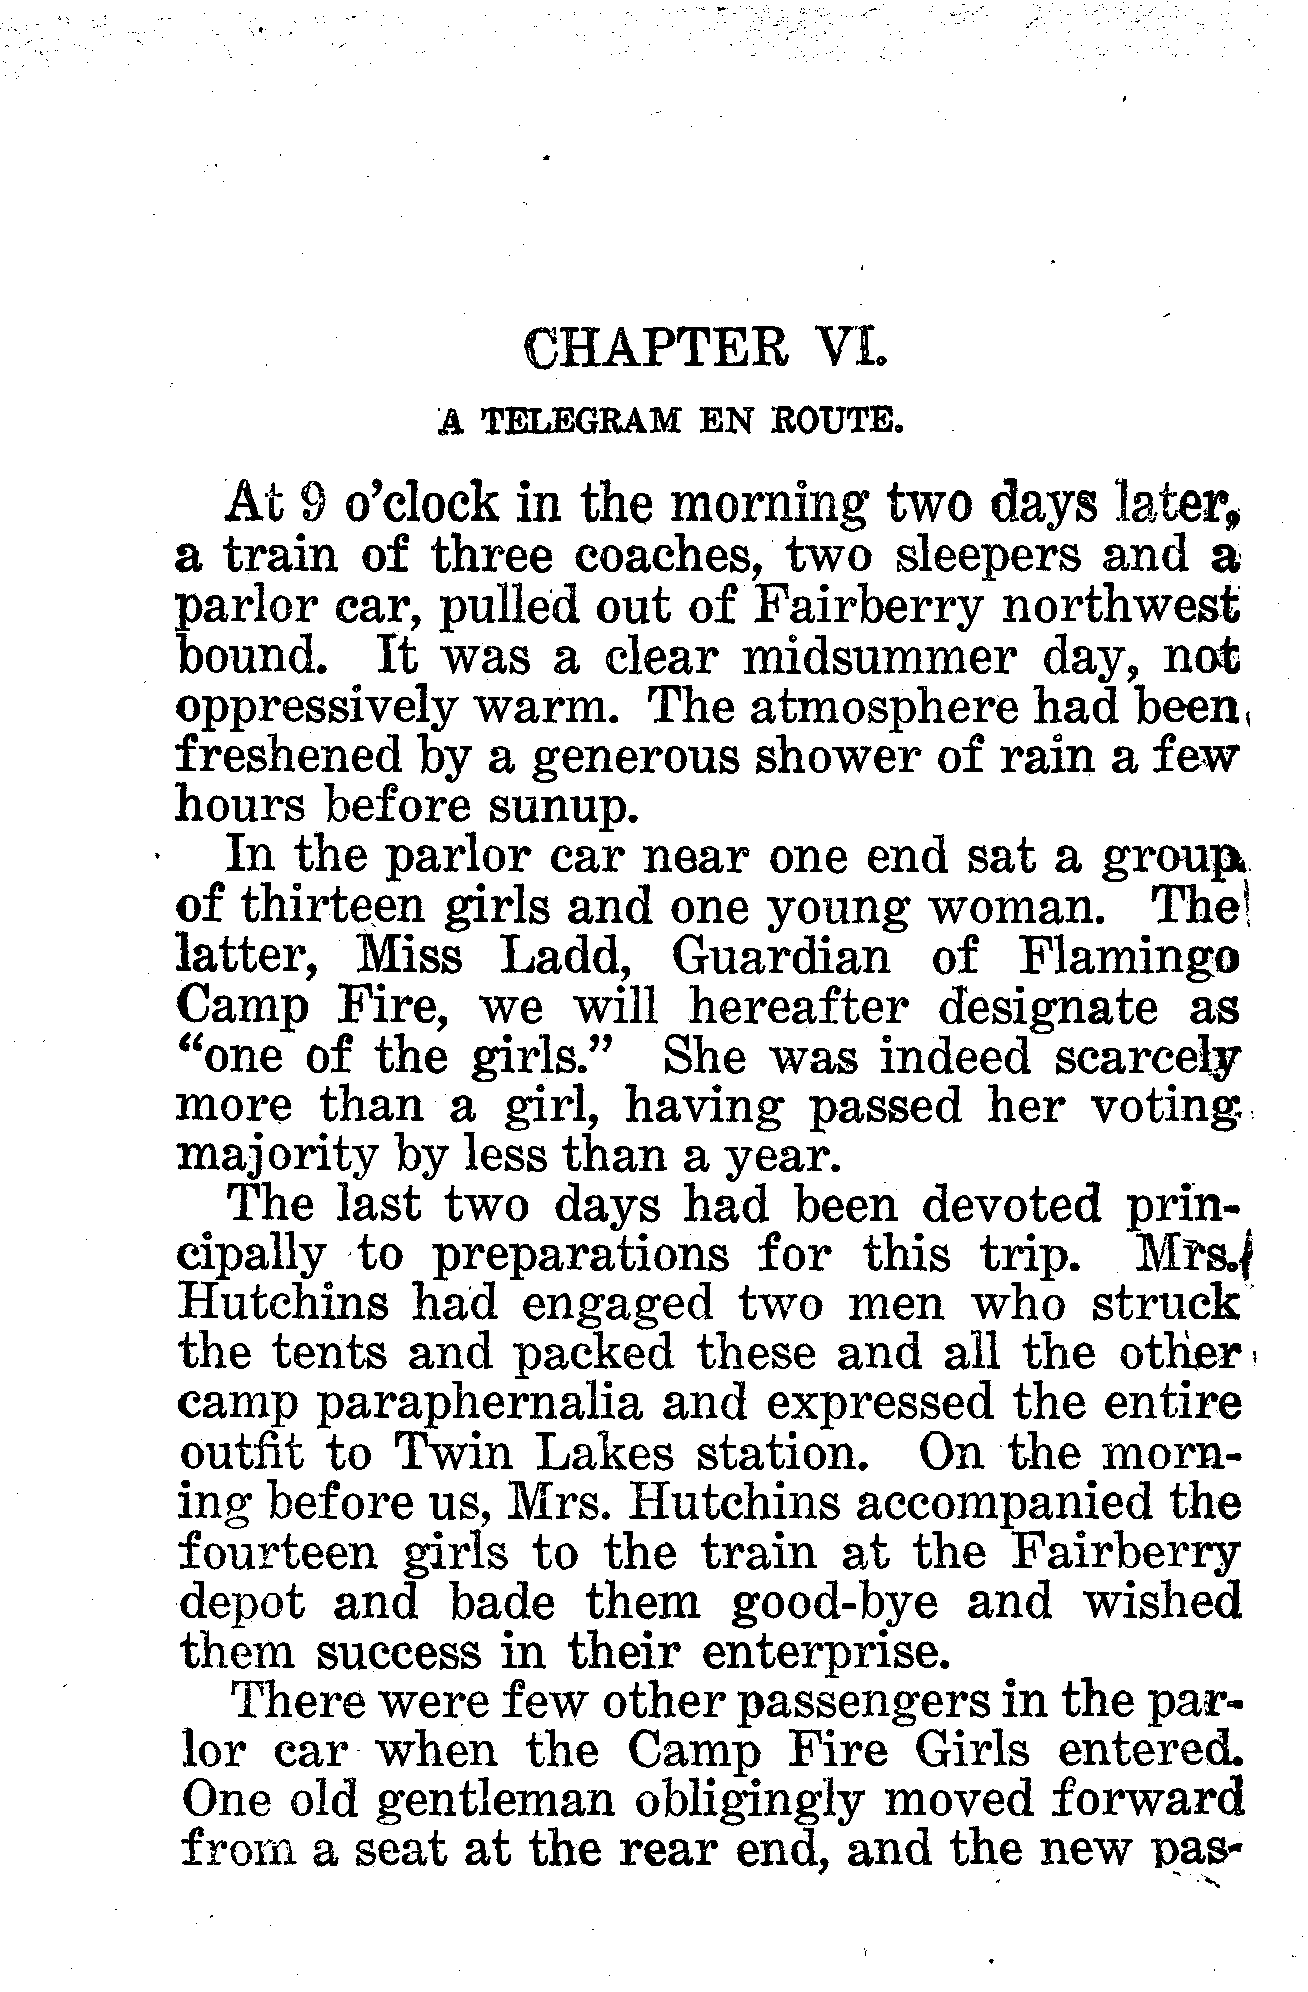 CHAPTER VI.
A TELEGRAM EN ROUTE.
At 9 o'clock in the morning two days later,
a train of three coaches, two sleepers and a
parlor car, pulled out of Fairberry northwest
bound. It was a clear midsummer day, not
oppressively warm. The atmosphere had been
freshened by a generous shower of rain a few
hours before sunup.
In the parlor car near one end sat a group
of thirteen girls and one young woman. The
latter, Miss Ladd, Guardian of Flamingo
Camp Fire, we will hereafter designate as
“one of the girls.” She was indeed scarcely
more than a girl, having passed her voting
majority by less than a year.
The last two days had been devoted prin-
cipally to preparations for this trip. Mrs.
Hutchins had engaged two men who struck
the tents and packed these and all the other
camp paraphernalia and expressed the entire
outfit to Twin Lakes station. On the morn-
ing before us, Mrs. Hutchins accompanied the
fourteen girls to the train at the Fairberry
depot and bade them good-bye and wished
them success in their enterprise.
There were few other passengers in the par-
lor car when the Camp Fire Girls entered.
One old gentleman obligingly moved forward
from a seat at the rear end, and the new pas-